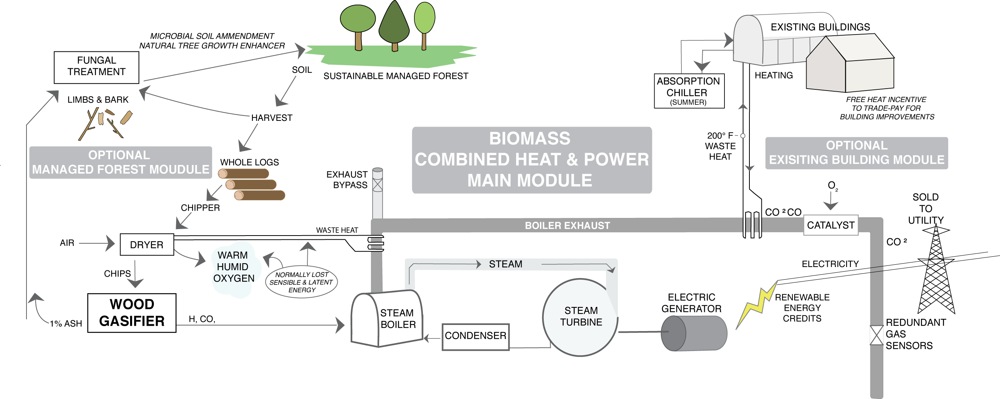 MICROBIAL SOIL AMMENDMENT
NATURAL TREE GROWTH ENHANCER
FUNGAL
TREATMENT
SOIL
SUSTAINABLE MANAGED FOREST
LIMBS & BARK
HARVEST
OPTIONAL
MANAGED FOREST MOUDULE
WHOLE LOGS
CHIPPER
AIR
DRYER
CHIPS
WASTE HEAT
WARM
HUMID
OXYGEN
NORMALLY LOST
SENSIBLE & LATENT
ENERGY
1% ASH
WOOD
GASIFIER
H, CO,
EXHAUST
BYPASS
BIOMASS
COMBINED HEAT & POWER
MAIN MODULE
BOILER EXHAUST
STEAM
STEAM
BOILER
CONDENSER
STEAM
TURBINE
ELECTRIC
GENERATOR
EXISTING BUILDINGS
ABSORPTION
CHILLER
(SUMMER)
HEATING
FREE HEAT INCENTIVE
TO TRADE-PAY FOR
BUILDING IMPROVEMENTS
200° F
WASTE
HEAT
OPTIONAL
EXISITING BUILDING MODULE
O₂
CO ² CO
CATALYST
CO ²
SOLD
TO
UTILITY
ELECTRICITY
RENEWABLE
ENERGY
CREDITS
REDUNDANT
GAS
SENSORS